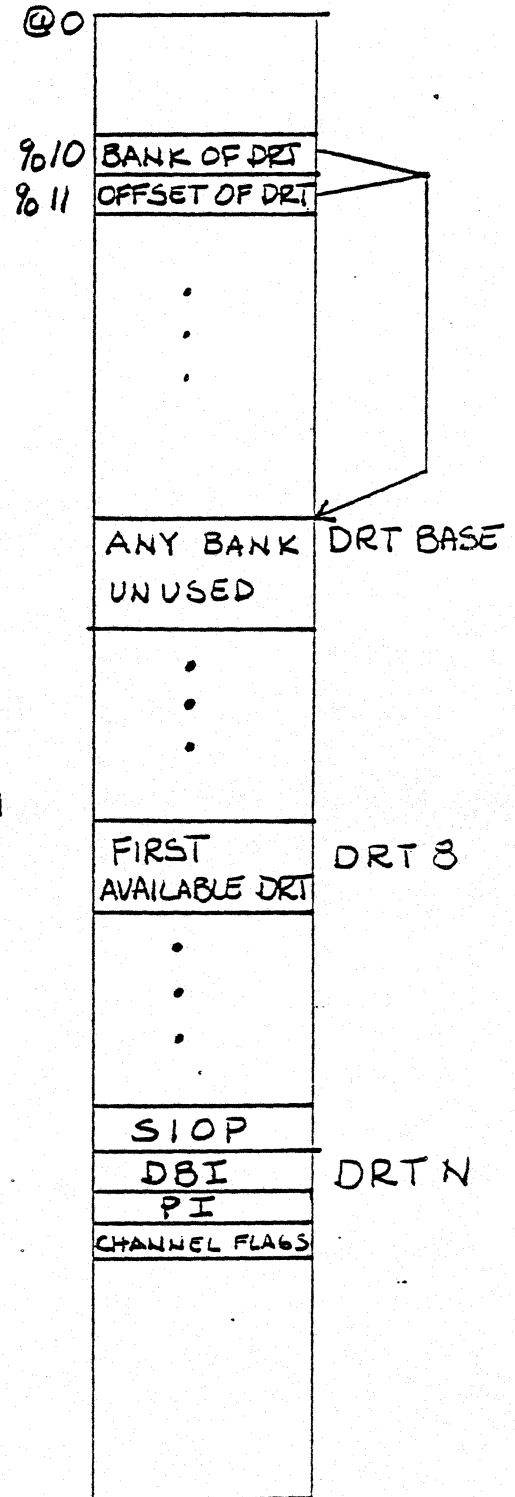 @0
%10 BANK OF DRT
%11 OFFSET OF DRT
ANY BANK DRT BASE
UNUSED
FIRST DRT 8
AVAILABLE DRT
SIOP
DBI DRT N
PI
CHANNEL FLAGS